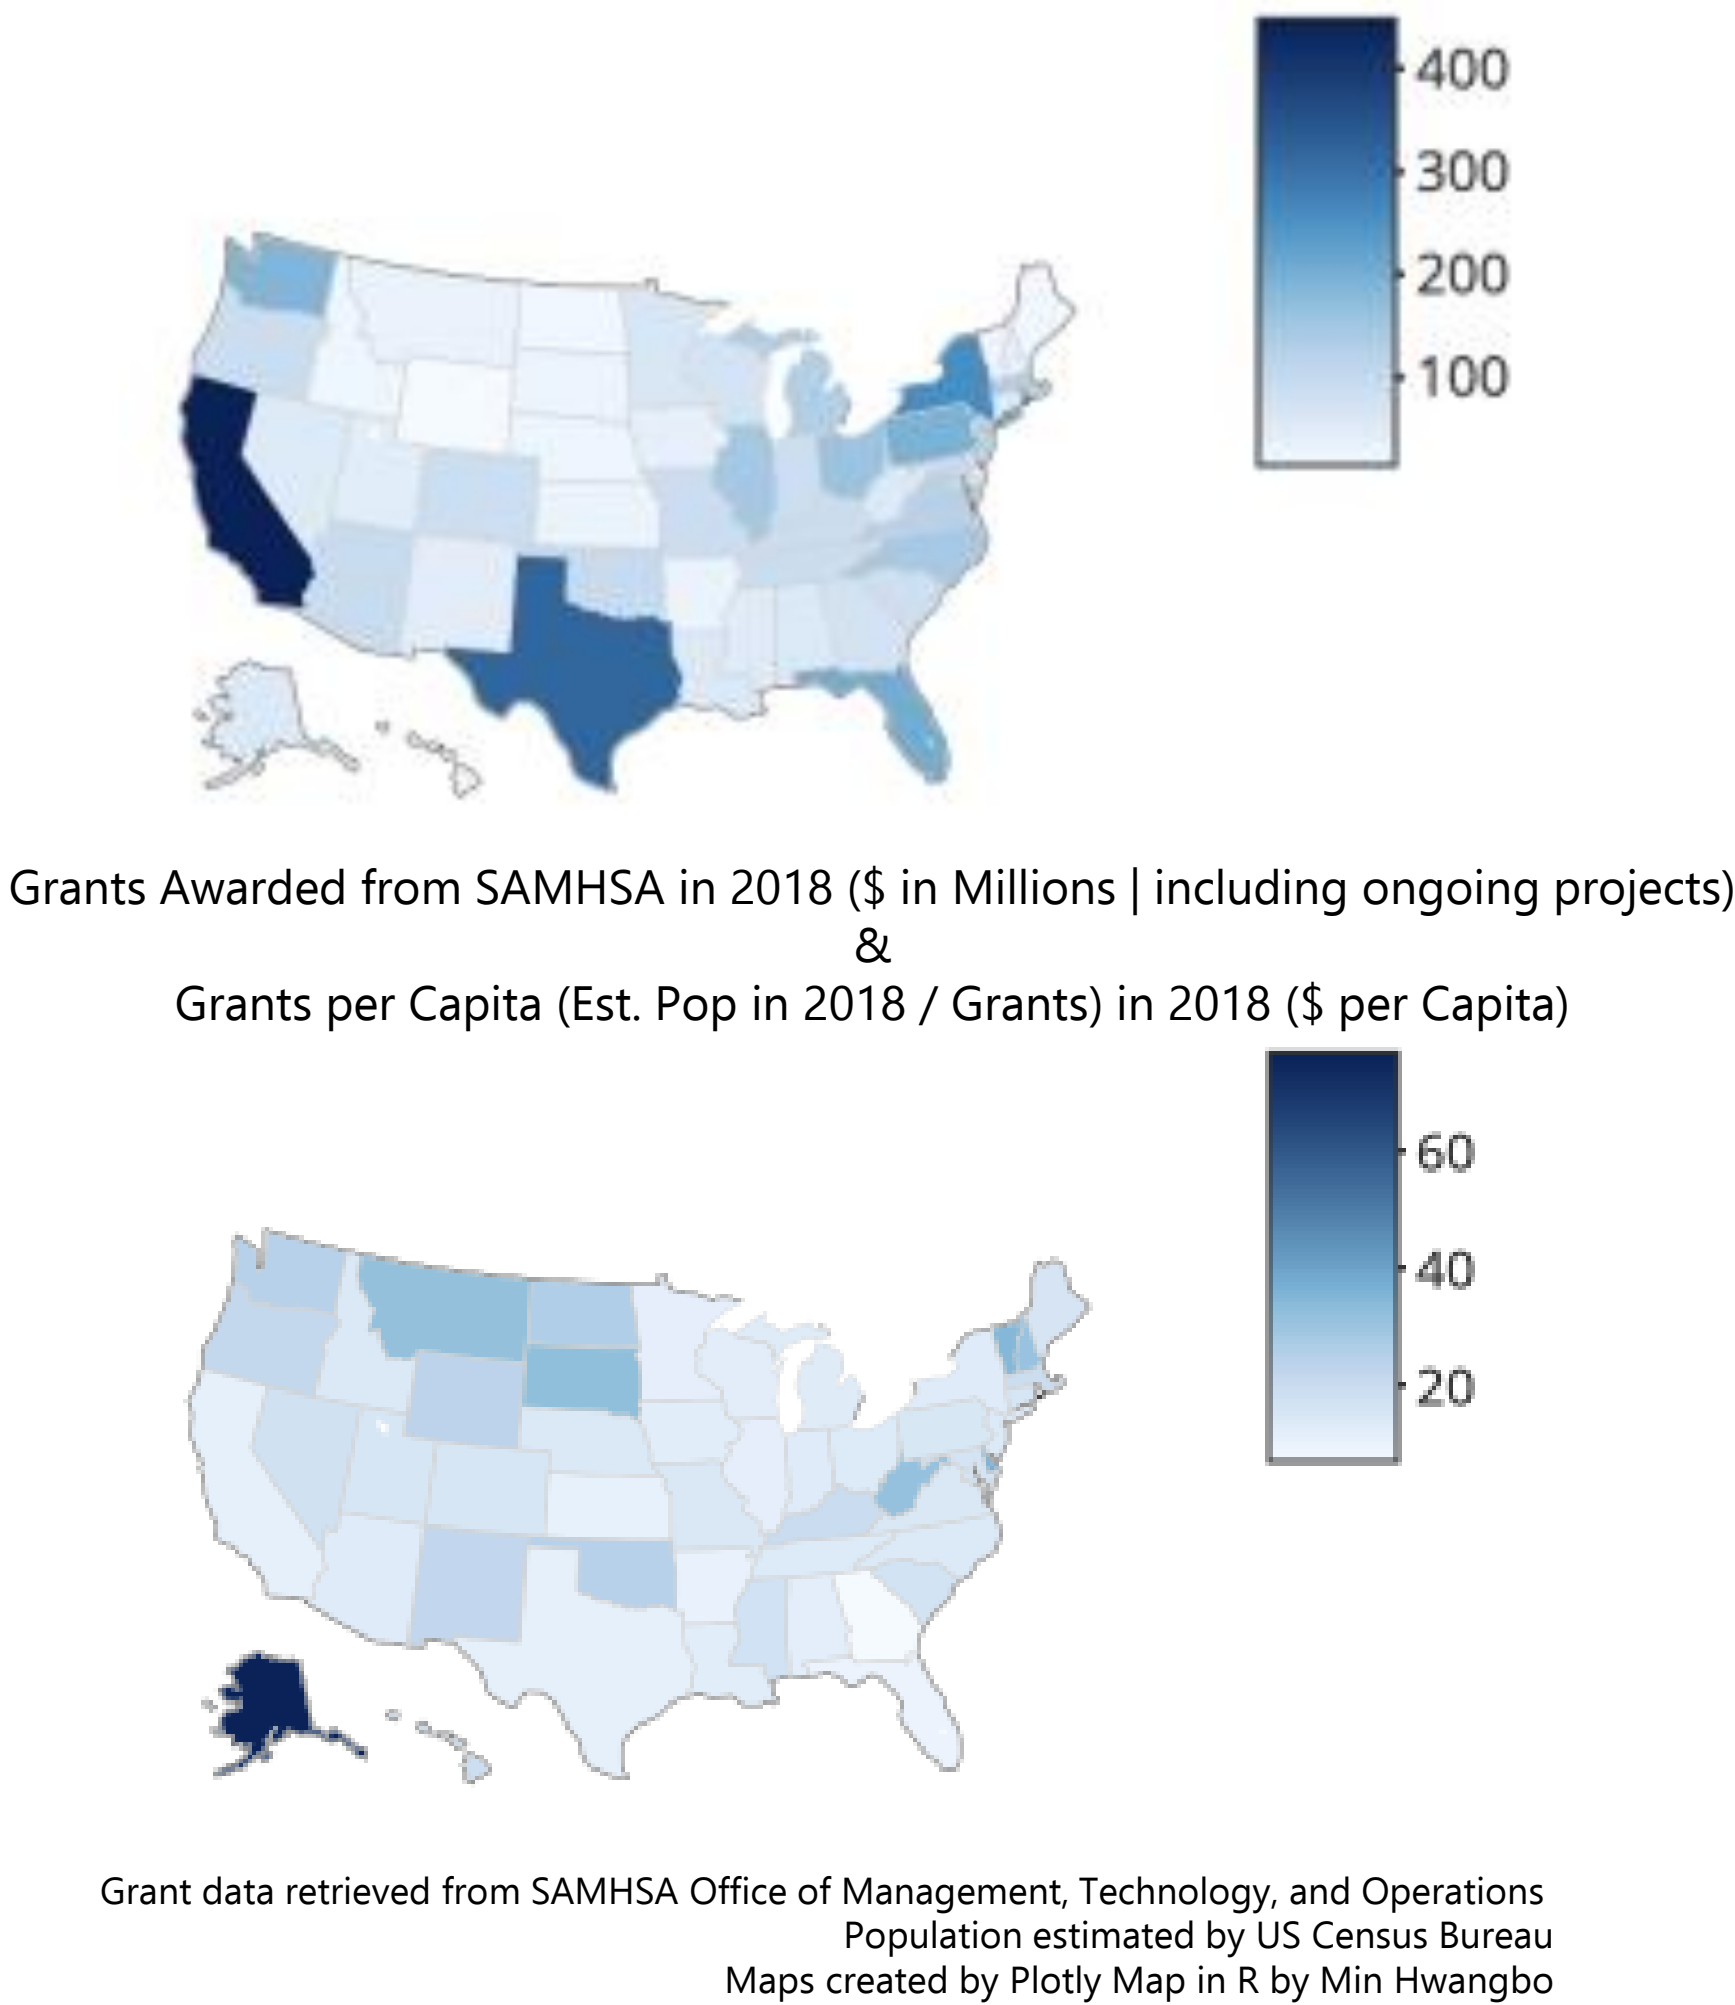 400
300
200
100
Grants Awarded from SAMHSA in 2018 ($ in Millions | including ongoing projects)
&
Grants per Capita (Est. Pop in 2018 / Grants) in 2018 ($ per Capita)
60
40
20
Grant data retrieved from SAMHSA Office of Management, Technology, and Operations
Population estimated by US Census Bureau
Maps created by Plotly Map in R by Min Hwangbo